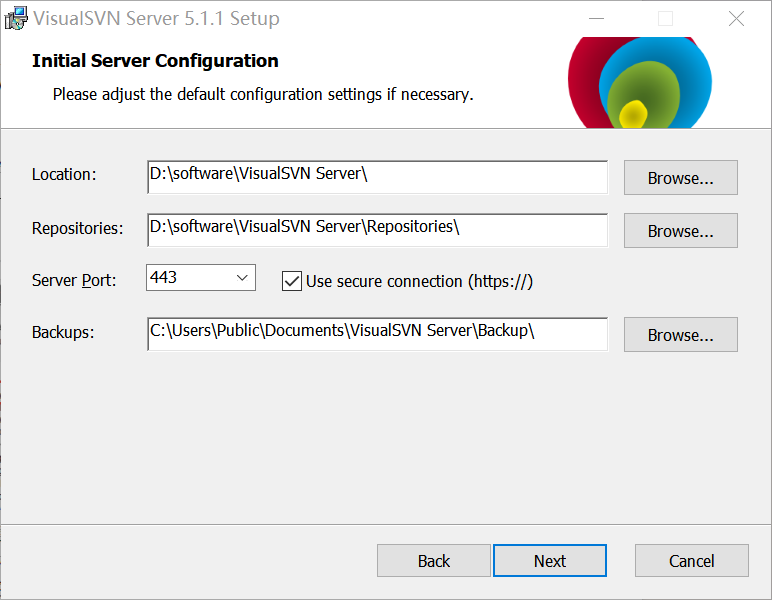 VisualSVN Server 5.1.1 Setup
Initial Server Configuration
Please adjust the default configuration settings if necessary.
Location: D:\software\VisualSVN Server\ Browse...
Repositories: D:\software\VisualSVN Server\Repositories\ Browse...
Server Port: 443 Use secure connection (https://)
Backups: C:\Users\Public\Documents\VisualSVN Server\Backup\ Browse...
Back Next Cancel